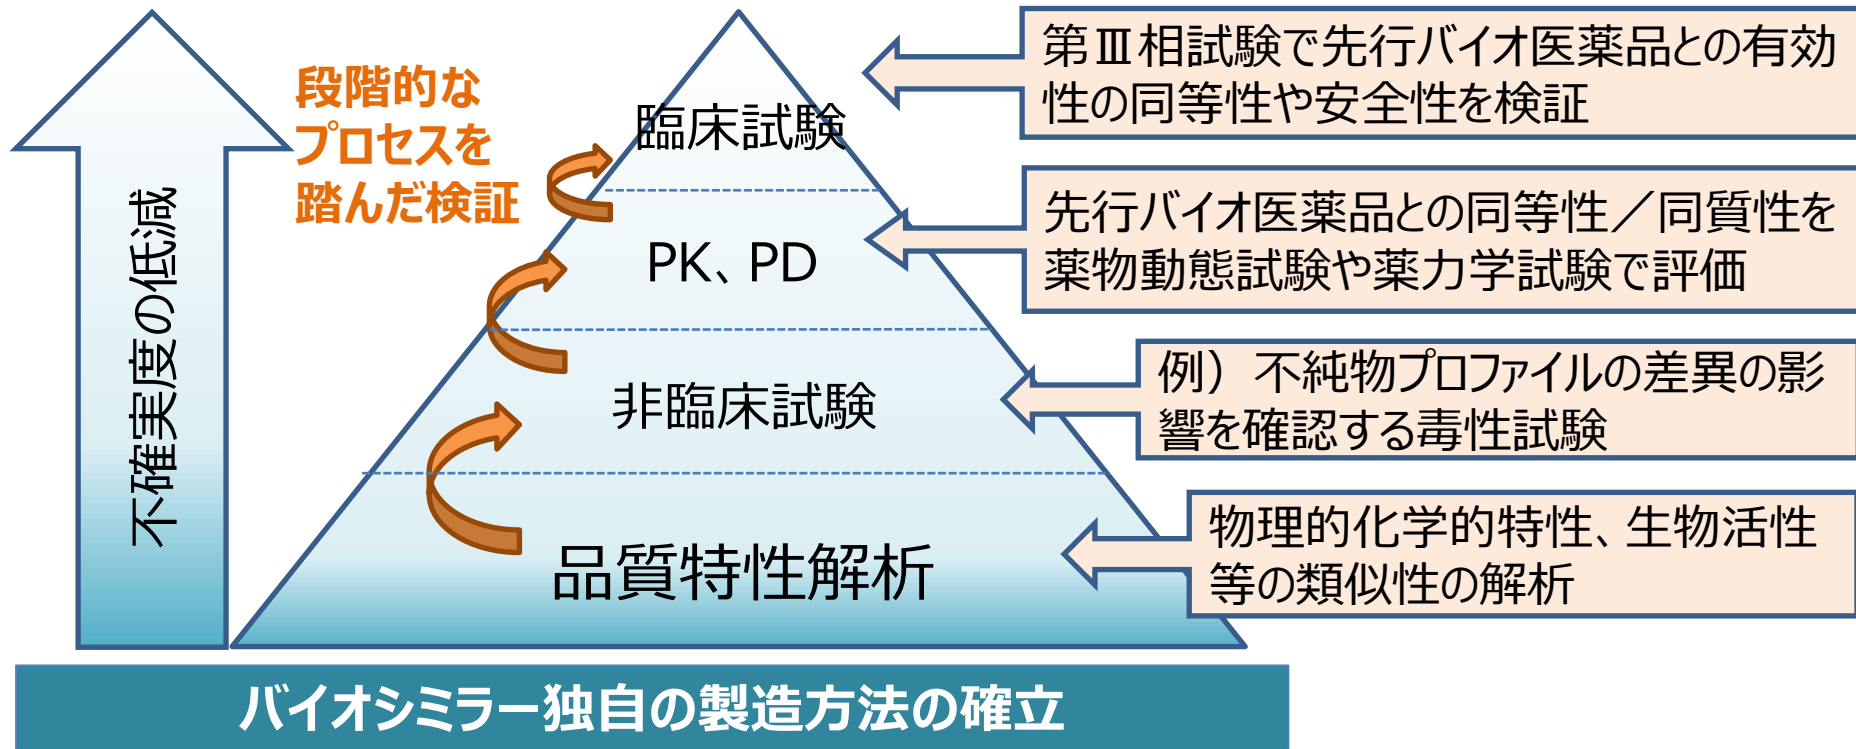 段階的な
プロセスを
踏んだ検証
不確実度の低減
臨床試験
第Ⅲ相試験で先行バイオ医薬品との有効
性の同等性や安全性を検証
PK、PD
先行バイオ医薬品との同等性／同質性を
薬物動態試験や薬力学試験で評価
非臨床試験
例）不純物プロファイルの差異の影
響を確認する毒性試験
品質特性解析
物理的化学的特性、生物活性
等の類似性の解析
バイオシミラー独自の製造方法の確立